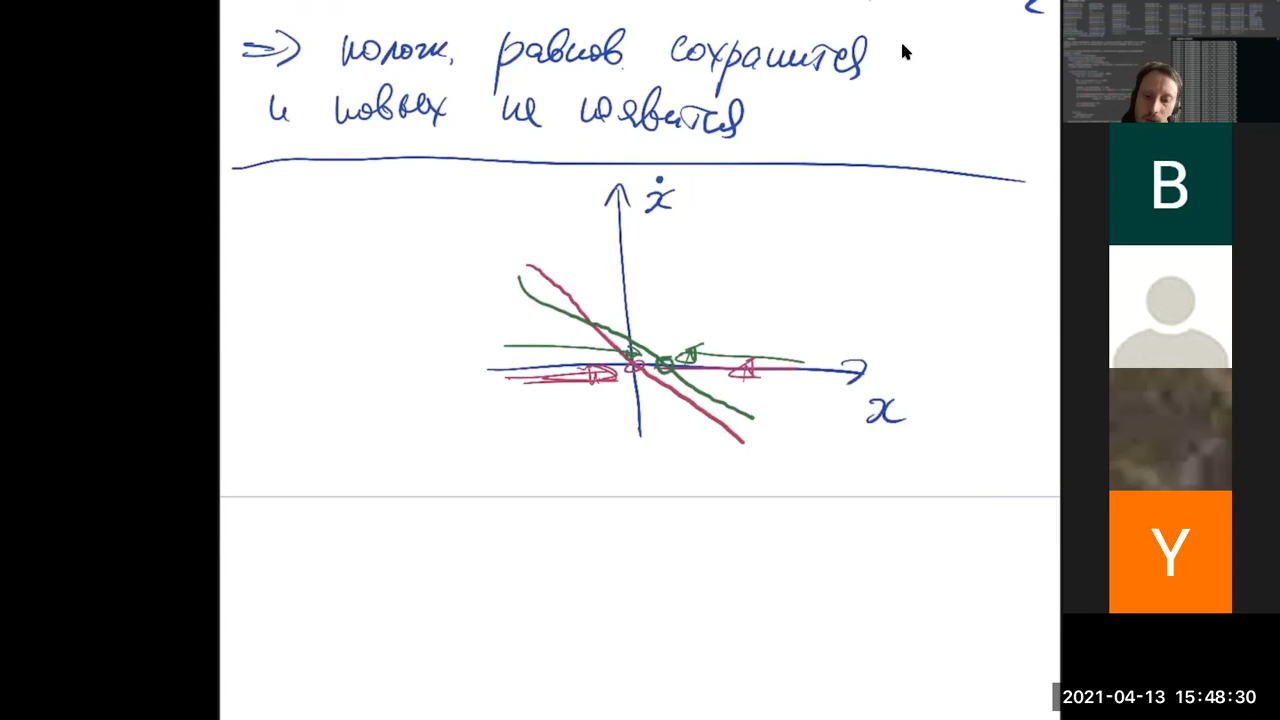 => полож. равнов. сохранится
и новых не появится
ẋ
x
B
Y
2021-04-13 15:48:30